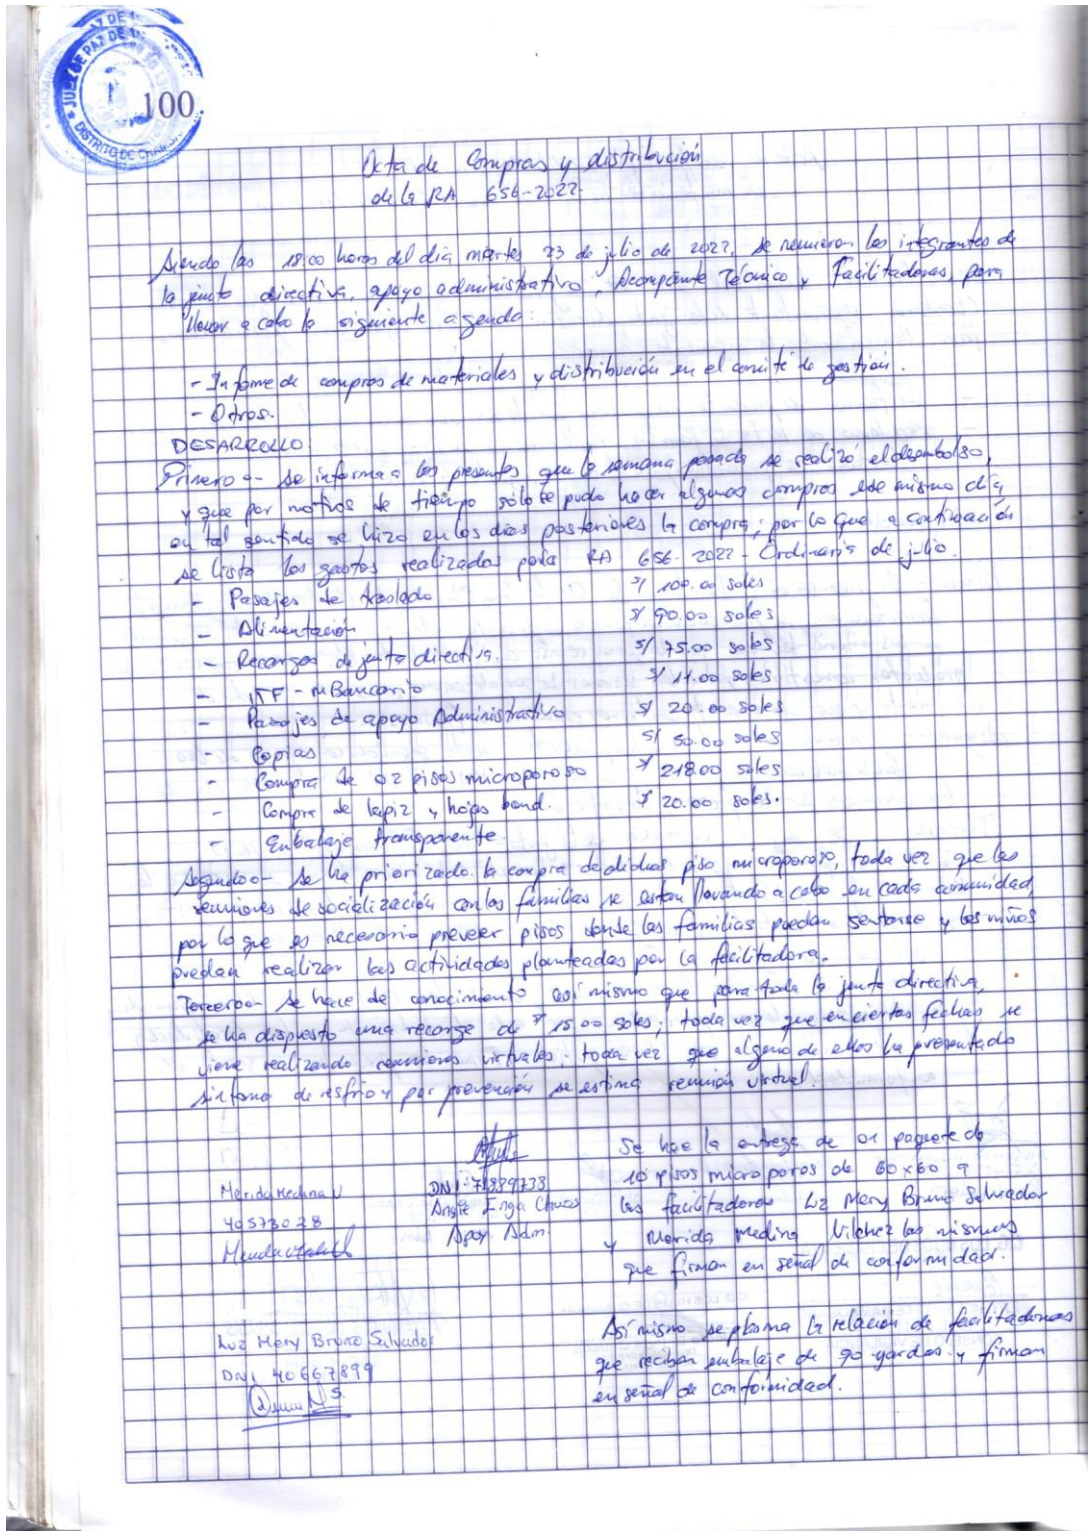 JUEZ DE PAZ DE
DISTRITO DE
100
Acta de Compras y distribución
de la RA 656-2022
Siendo las 18:00 horas del día martes 23 de julio de 2022, se reunieron los integrantes de
la junta directiva, apoyo administrativo, Acompante Técnico y Facilitadoras, para
llevar a cabo la siguiente agenda:
- Informe de compras de materiales y distribución en el comité de gestión.
- Otros.
DESARROLLO
Primero.- Se informa a los presentes que la semana pasada se realizó el desembolso,
y que por motivos de tiempo sólo se pudo hacer algunas compras ese mismo día,
en tal sentido se hizo en los días posteriores la compra; por lo que a continuación
se lista los gastos realizados para RA 656-2022 - Ordinaria de julio.
- Pasajes de traslado S/ 100.00 soles
- Alimentación S/ 90.00 soles
- Recargas de junta directiva. S/ 75.00 soles
- ITF - M Bancario S/ 11.00 soles
- Pasajes de apoyo Administrativo S/ 20.00 soles
- Copias S/ 50.00 soles
- Compra de 02 pisos microporoso S/ 218.00 soles
- Compra de lapiz y hojas bond. S/ 20.00 soles.
- Embalaje transparente.
Segundo.- Se ha priorizado la compra de dichos piso microporoso, toda vez que las
reuniones de socialización con las familias se estan llevando a cabo en cada comunidad
por lo que es necesario preveer pisos donde las familias puedan sentarse y los niños
puedan realizar las actividades planteadas por la facilitadora.
Tercero.- Se hace de conocimiento así mismo que para toda la junta directiva,
se ha dispuesto una recarga de S/ 15.00 soles; toda vez que en ciertas fechas se
viene realizando reuniones virtuales; toda vez que alguno de ellos ha presentado
síntoma de resfrio y por prevención se estima reunión virtual.
Se hace la entrega de 01 paquete de
10 pisos microporos de 60x60 a
las facilitadoras Luz Mery Bruno Salvador
y Merida Medina Vilchez las mismas
que firman en señal de conformidad.
Merida Medina V
40573028
DNI: 71889738
Angie Inga Chucos
Apoy. Adm.
Así mismo se plasma la relación de facilitadoras
que reciben embalaje de 90 yardas y firman
en señal de conformidad.
Luz Mery Bruno Salvador
DNI 40667899